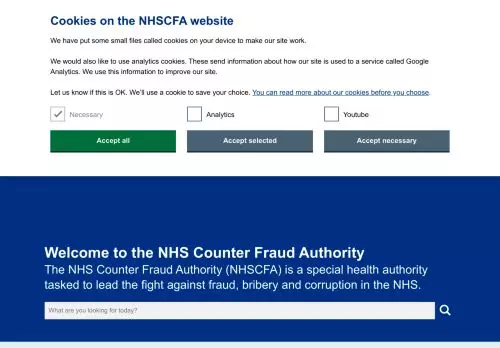 Cookies on the NHSCFA website
We have put some small files called cookies on your device to make our site work.
We would also like to use analytics cookies. These send information about how our site is used to a service called Google
Analytics. We use this information to improve our site.
Let us know if this is OK. We'll use a cookie to save your choice. You can read more about our cookies before you choose.
Necessary
Analytics
Youtube
Accept all
Accept selected
Accept necessary
Welcome to the NHS Counter Fraud Authority
The NHS Counter Fraud Authority (NHSCFA) is a special health authority
tasked to lead the fight against fraud, bribery and corruption in the NHS.
What are you looking for today?